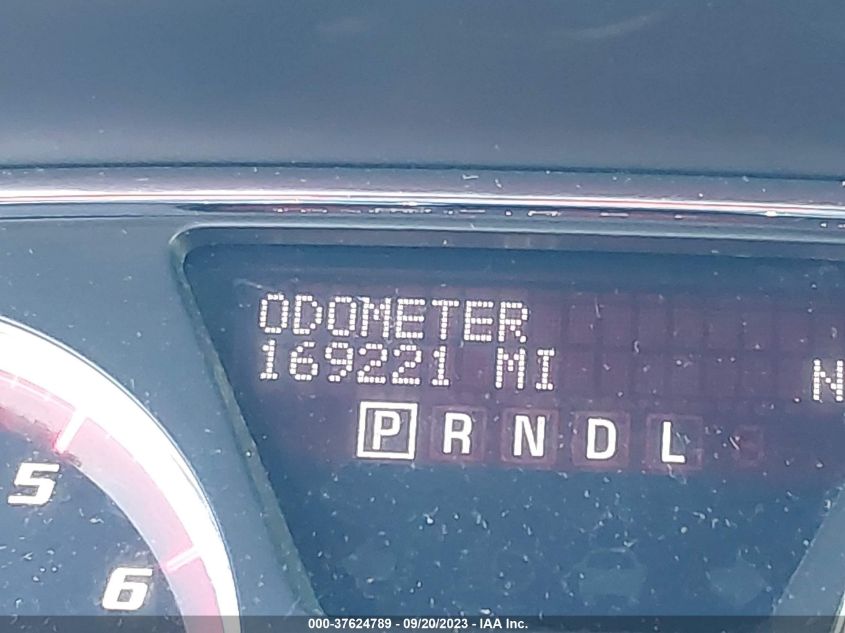 ODOMETER
169221 MI
N
P R N D L
5
6
000-37624789 - 09/20/2023 - IAA Inc.